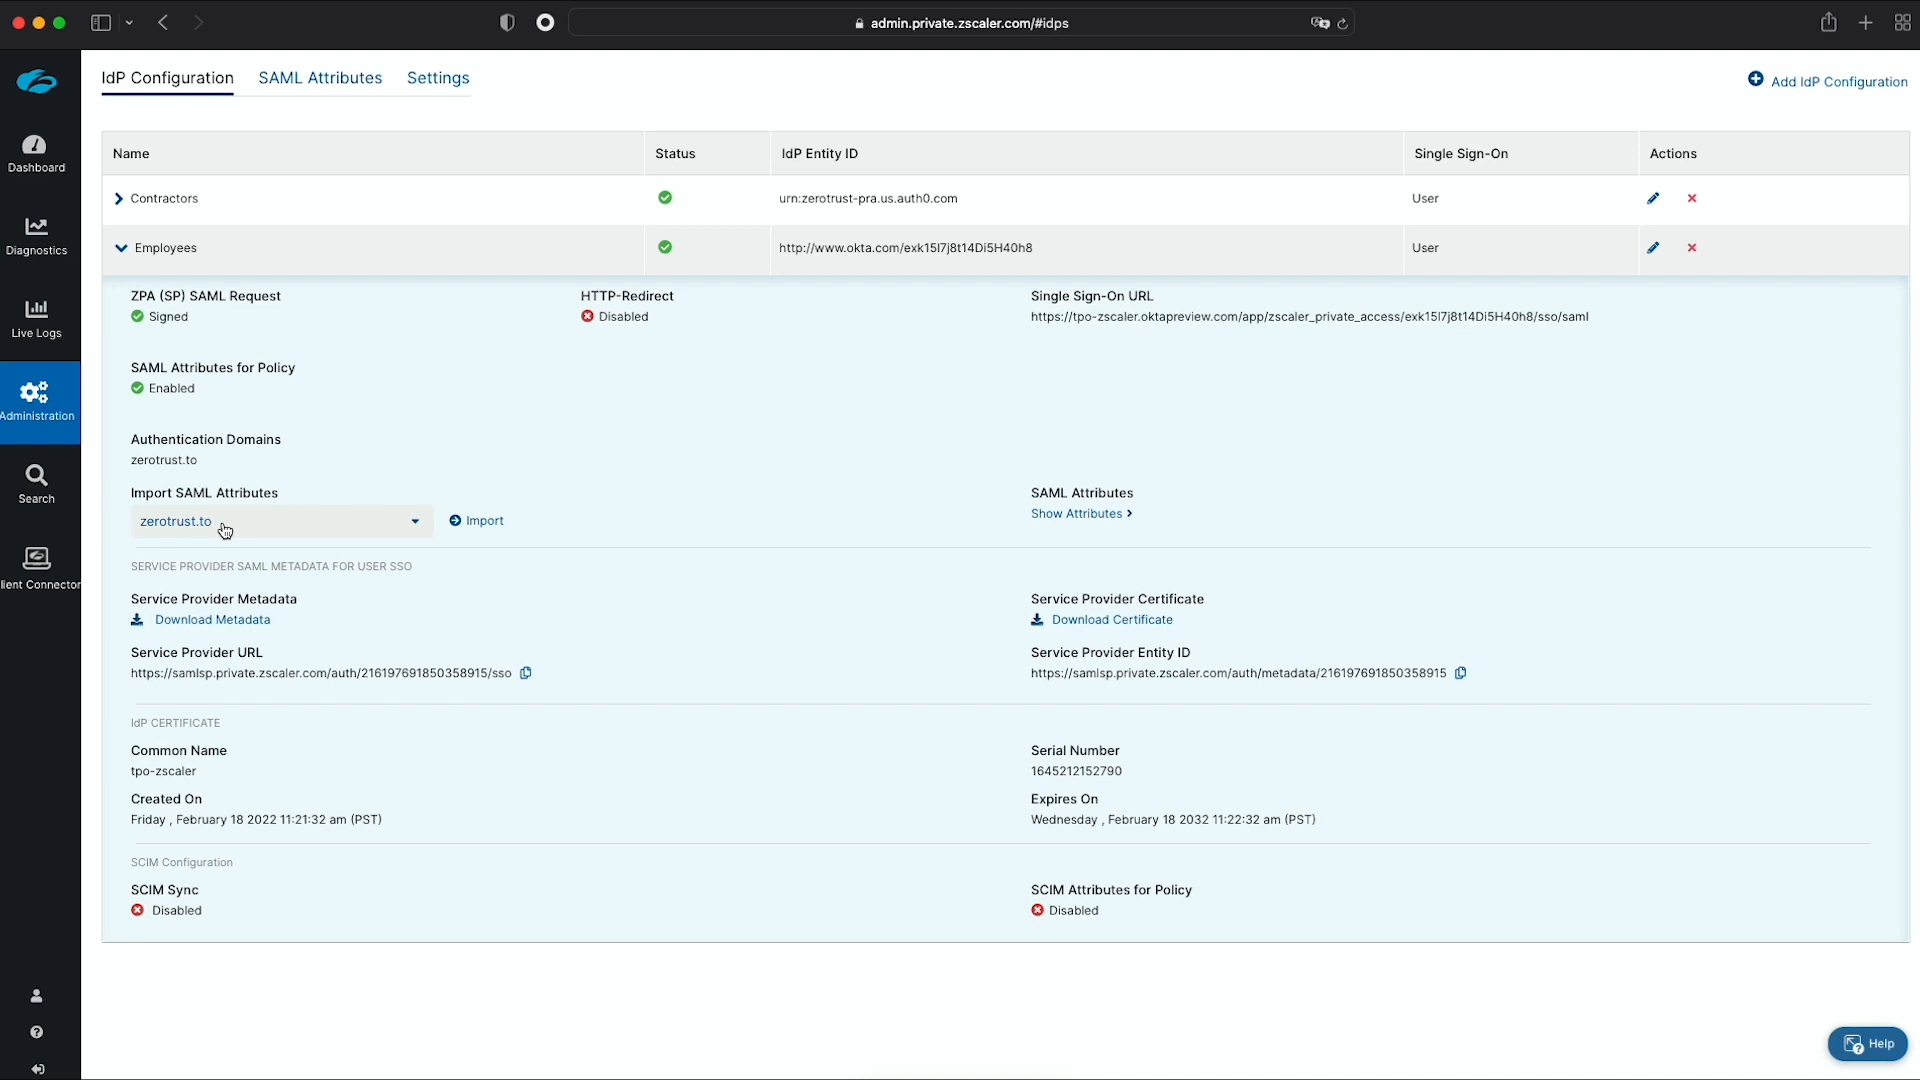 admin.private.zscaler.com/#idps
IdP Configuration SAML Attributes Settings
Add IdP Configuration
Dashboard
Diagnostics
Live Logs
Administration
Search
lient Connector
Name Status IdP Entity ID Single Sign-On Actions
Contractors urn:zerotrust-pra.us.auth0.com User
Employees http://www.okta.com/exk15l7j8t14Di5H40h8 User
ZPA (SP) SAML Request HTTP-Redirect Single Sign-On URL
Signed Disabled https://tpo-zscaler.oktapreview.com/app/zscaler_private_access/exk15l7j8t14Di5H40h8/sso/saml
SAML Attributes for Policy
Enabled
Authentication Domains
zerotrust.to
Import SAML Attributes SAML Attributes
zerotrust.to Import Show Attributes
SERVICE PROVIDER SAML METADATA FOR USER SSO
Service Provider Metadata Service Provider Certificate
Download Metadata Download Certificate
Service Provider URL Service Provider Entity ID
https://samlsp.private.zscaler.com/auth/216197691850358915/sso https://samlsp.private.zscaler.com/auth/metadata/216197691850358915
IdP CERTIFICATE
Common Name Serial Number
tpo-zscaler 1645212152790
Created On Expires On
Friday , February 18 2022 11:21:32 am (PST) Wednesday , February 18 2032 11:22:32 am (PST)
SCIM Configuration
SCIM Sync SCIM Attributes for Policy
Disabled Disabled
Help